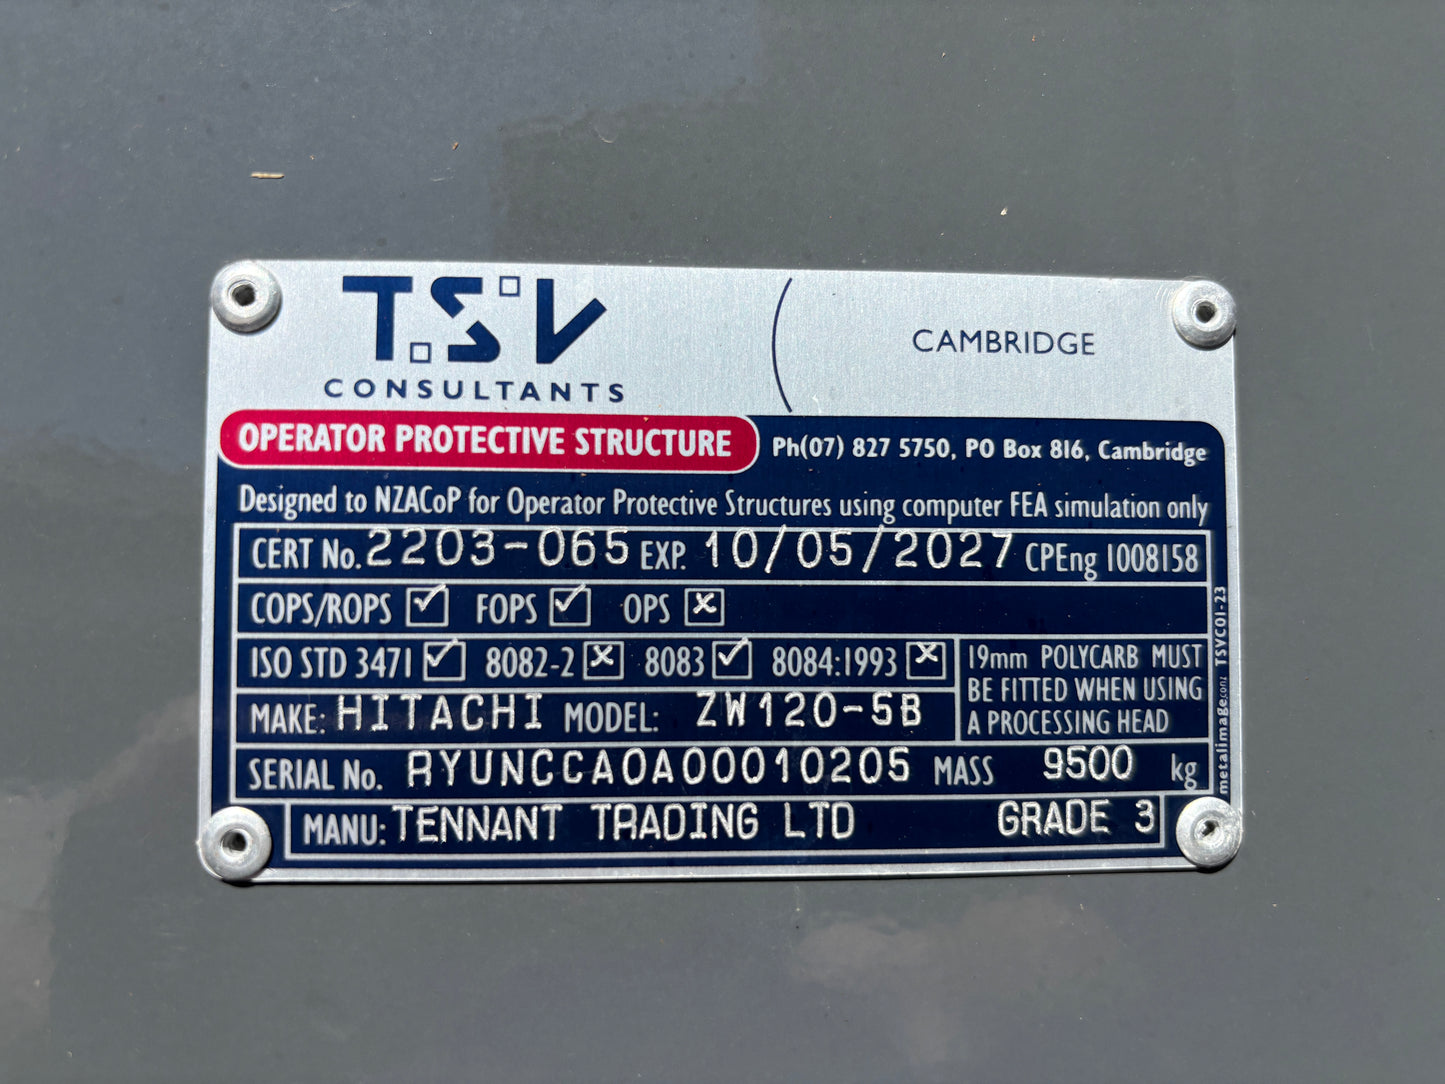 T.S.V
CONSULTANTS
CAMBRIDGE
OPERATOR PROTECTIVE STRUCTURE Ph(07) 827 5750, PO Box 816, Cambridge
Designed to NZACoP for Operator Protective Structures using computer FEA simulation only
CERT No. 2203-065 EXP. 10/05/2027 CPEng 1008158
COPS/ROPS ✓ FOPS ✓ OPS ×
ISO STD 3471 ✓ 8082-2 × 8083 ✓ 8084:1993 ×
19mm POLYCARB MUST
BE FITTED WHEN USING
A PROCESSING HEAD
MAKE: HITACHI MODEL: ZW120-5B
SERIAL No. RYUNCCA0A00010205 MASS 9500 kg
MANU: TENNANT TRADING LTD GRADE 3
metalimage.conz TSVC01-23